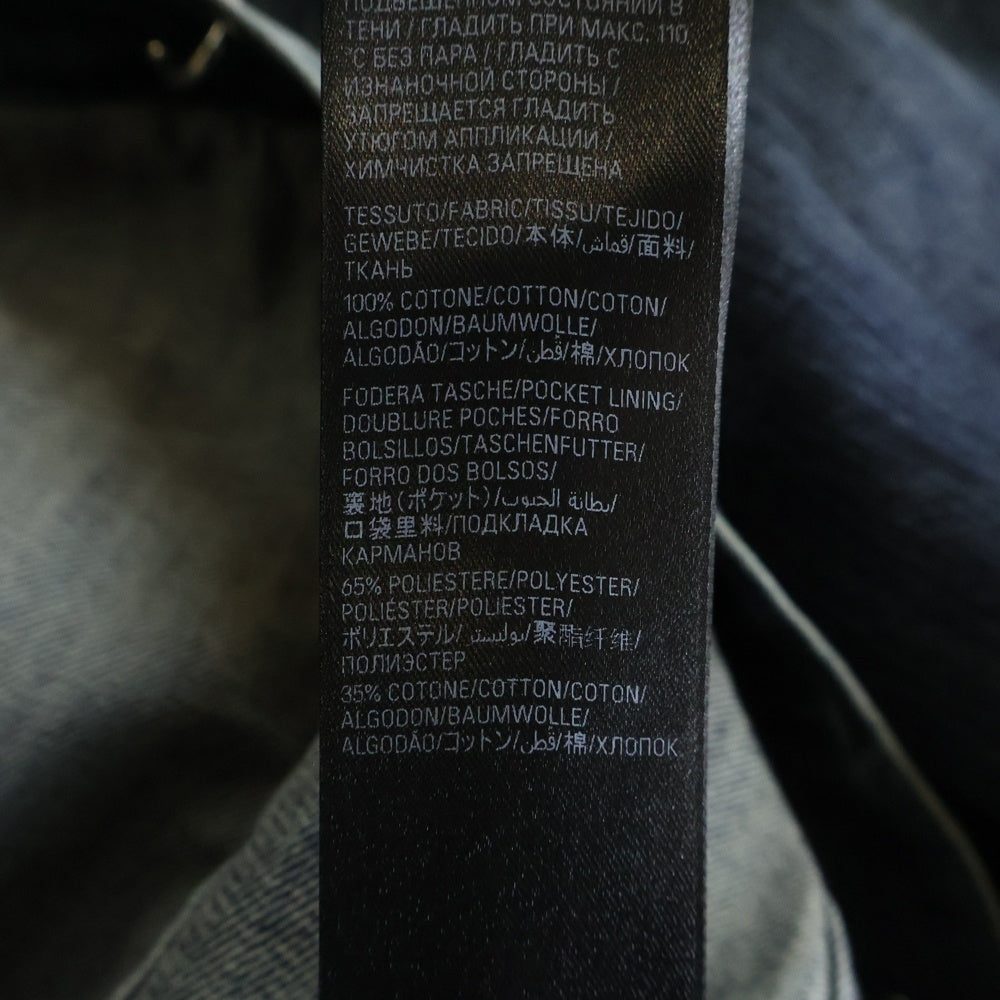 ПОДВЕШЕННОМ СОСТОЯНИИ В
ТЕНИ / ГЛАДИТЬ ПРИ МАКС. 110
°С БЕЗ ПАРА / ГЛАДИТЬ С
ИЗНАНОЧНОЙ СТОРОНЫ /
ЗАПРЕЩАЕТСЯ ГЛАДИТЬ
УТЮГОМ АППЛИКАЦИИ /
ХИМЧИСТКА ЗАПРЕЩЕНА
TESSUTO/FABRIC/TISSU/TEJIDO/
GEWEBE/TECIDO/本体/قماش/面料/
ТКАНЬ
100% COTONE/COTTON/COTON/
ALGODON/BAUMWOLLE/
ALGODÃO/コットン/قطن/棉/ХЛОПОК
FODERA TASCHE/POCKET LINING/
DOUBLURE POCHES/FORRO
BOLSILLOS/TASCHENFUTTER/
FORRO DOS BOLSOS/
裏地(ポケット)/بطانة الجيوب/
口袋里料/ПОДКЛАДКА
КАРМАНОВ
65% POLIESTERE/POLYESTER/
POLIÉSTER/POLIESTER/
ポリエステル/بوليستر/聚酯纤维/
ПОЛИЭСТЕР
35% COTONE/COTTON/COTON/
ALGODON/BAUMWOLLE/
ALGODÃO/コットン/قطن/棉/ХЛОПОК